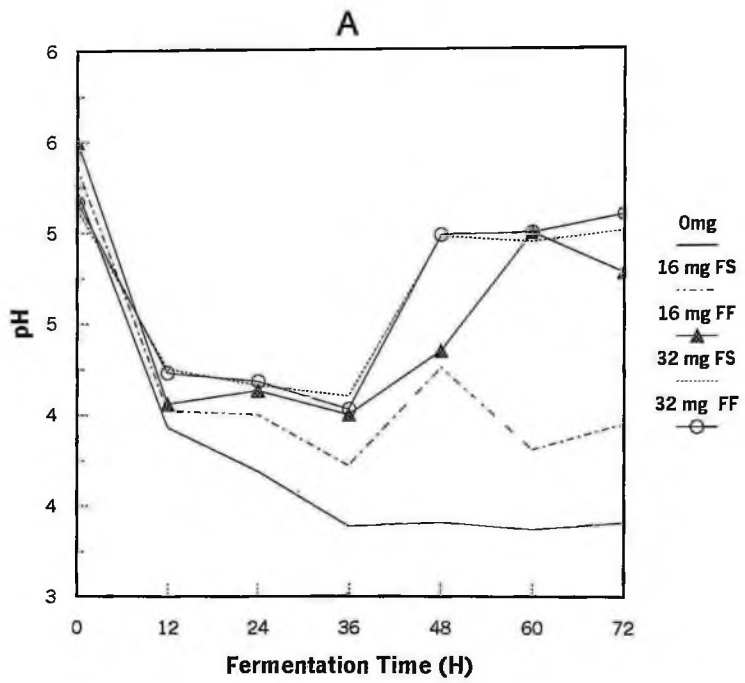 A
6
6
5
5
4
4
3
pH
0 12 24 36 48 60 72
Fermentation Time (H)
0mg
16 mg FS
16 mg FF
32 mg FS
32 mg FF